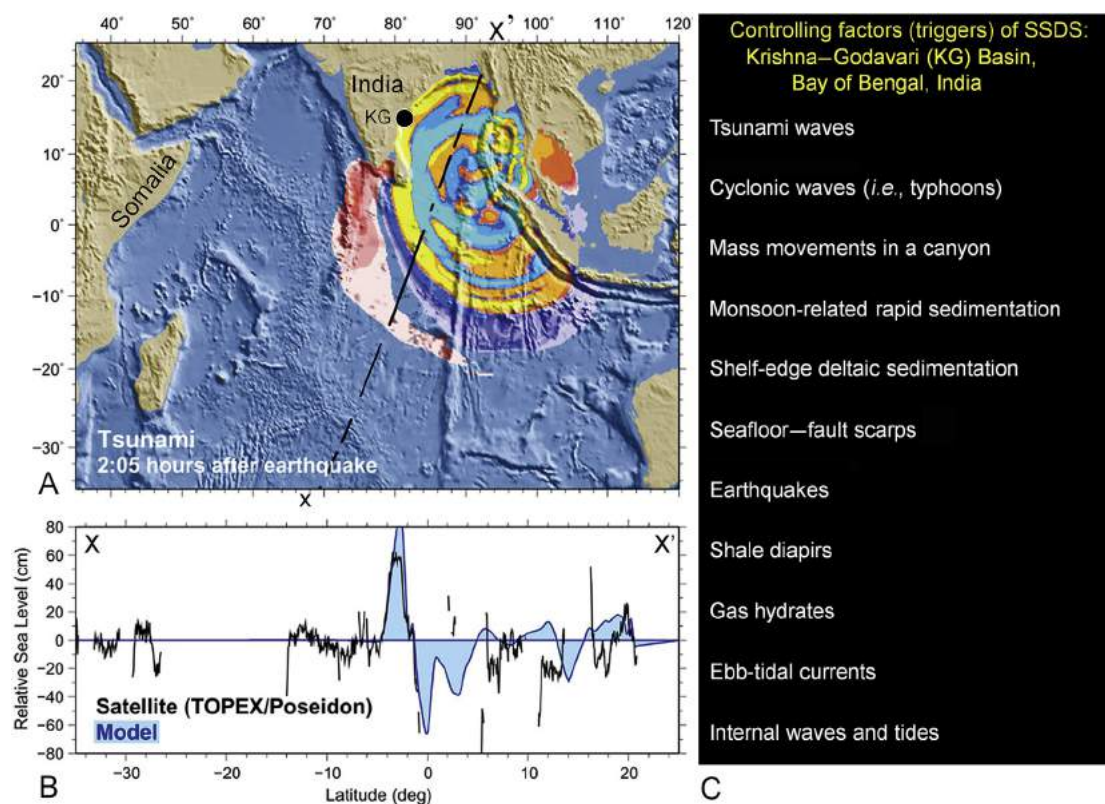 40° 50° 60° 70° 80° 90° X' 100° 110° 120
20°
10°
0°
−10°
−20°
−30°
India
KG
Somalia
Tsunami
2:05 hours after earthquake
A
x
X X'
Relative Sea Level (cm)
80
60
40
20
0
−20
−40
−60
−80
Satellite (TOPEX/Poseidon)
Model
−30 −20 −10 0 10 20
Latitude (deg)
B
Controlling factors (triggers) of SSDS:
Krishna–Godavari (KG) Basin,
Bay of Bengal, India
Tsunami waves
Cyclonic waves (i.e., typhoons)
Mass movements in a canyon
Monsoon-related rapid sedimentation
Shelf-edge deltaic sedimentation
Seafloor—fault scarps
Earthquakes
Shale diapirs
Gas hydrates
Ebb-tidal currents
Internal waves and tides
C